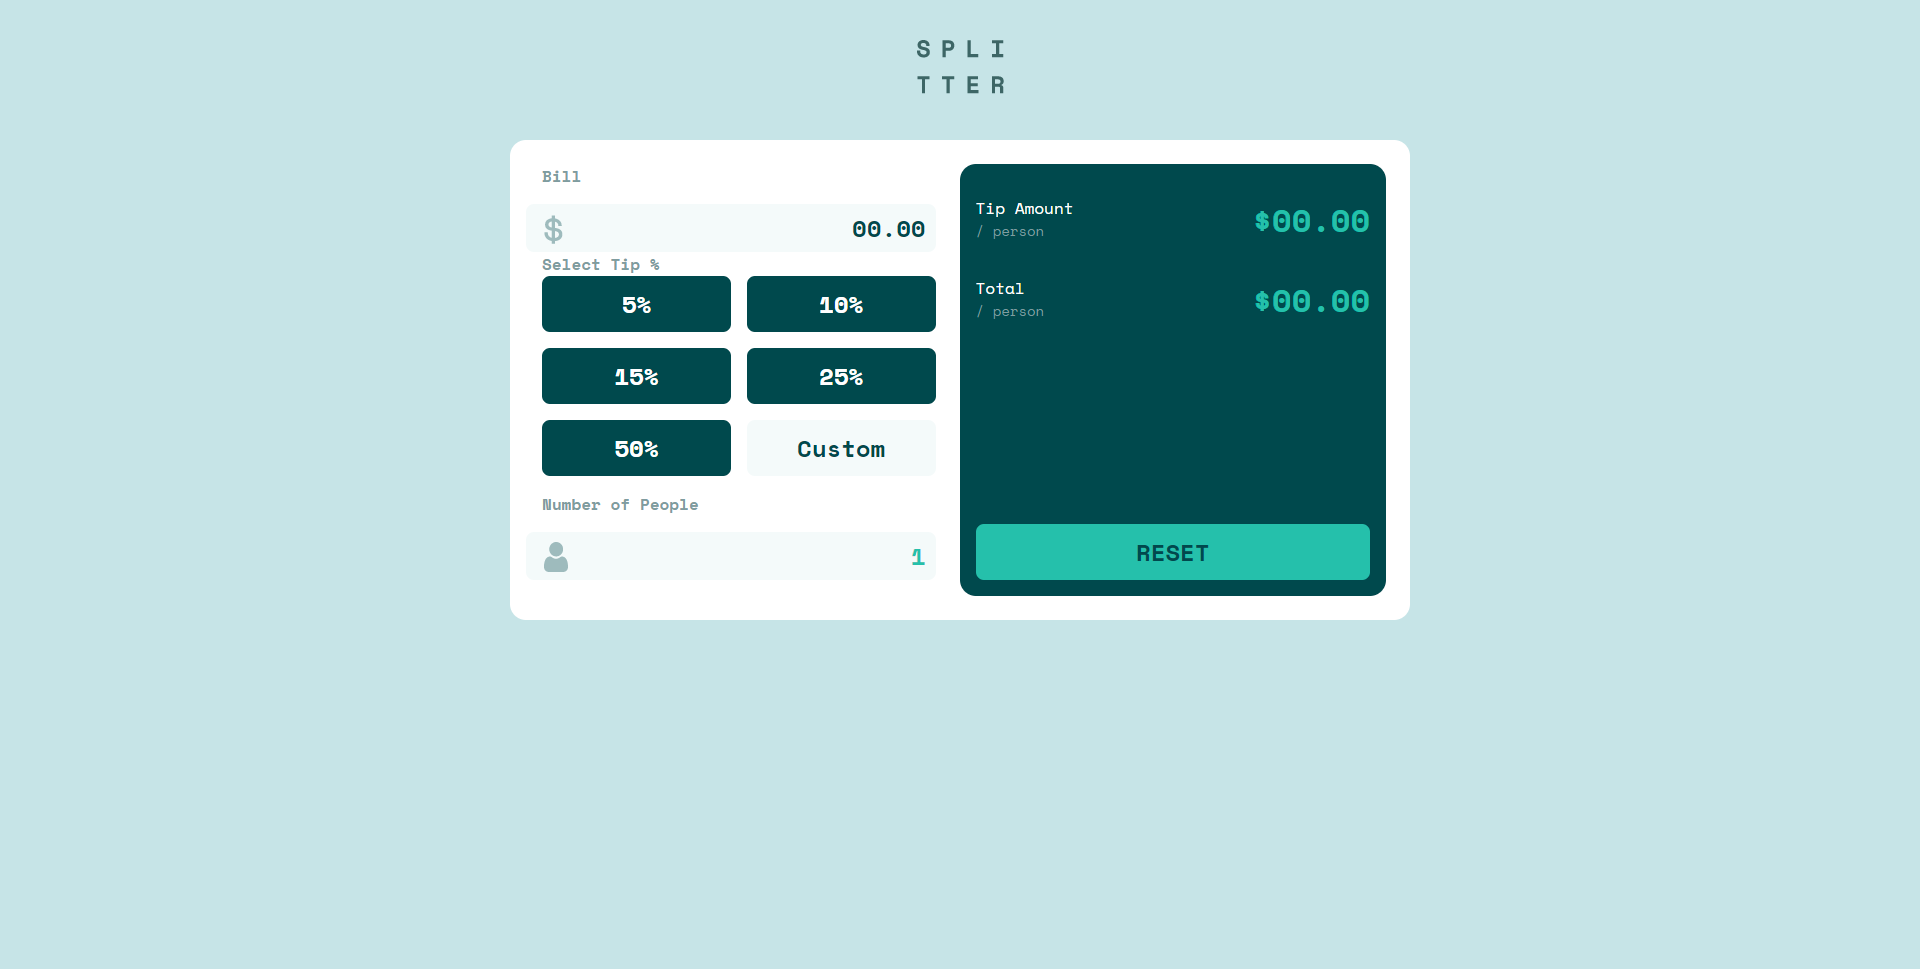 SPLI
TTER
Bill
$ 00.00
Select Tip %
5% 10%
15% 25%
50% Custom
Number of People
1
Tip Amount
/ person
$00.00
Total
/ person
$00.00
RESET